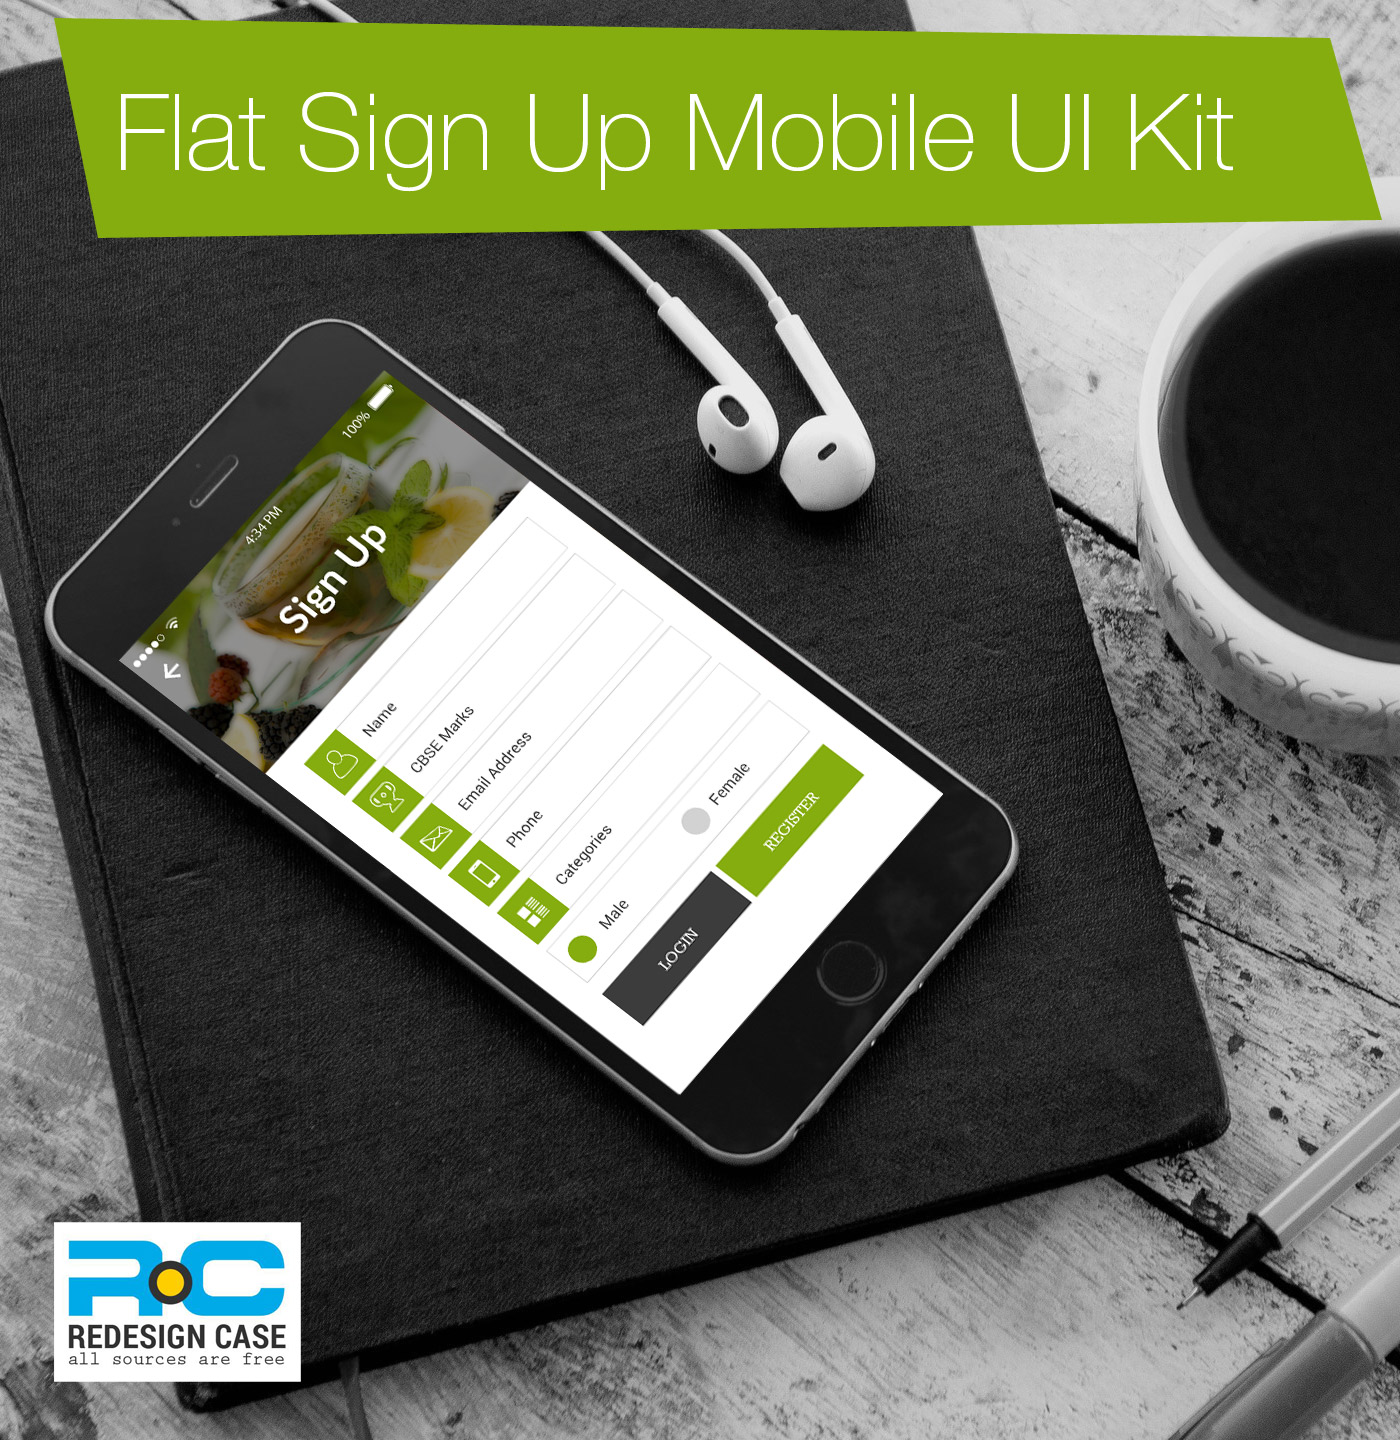 Flat Sign Up Mobile UI Kit
100%
4:34 PM
Sign Up
Name
CBSE Marks
Email Address
Phone
Categories
Male
Female
LOGIN
REGISTER
RC
REDESIGN CASE
all sources are free